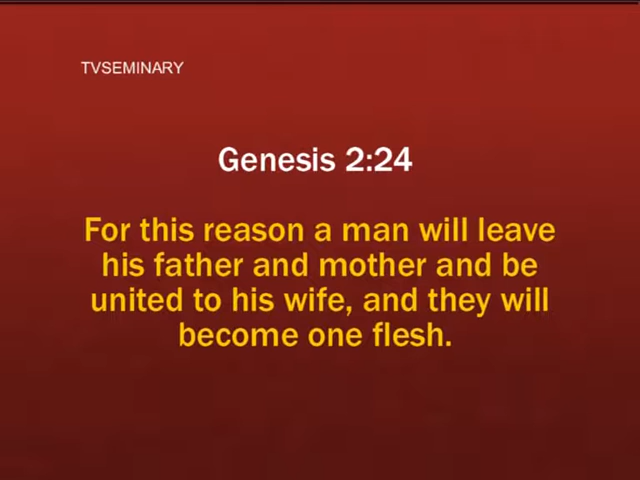 TVSEMINARY
Genesis 2:24
For this reason a man will leave
his father and mother and be
united to his wife, and they will
become one flesh.